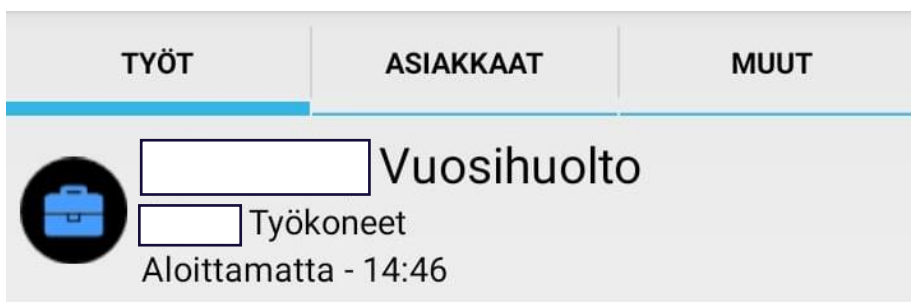 TYÖT ASIAKKAAT MUUT
Vuosihuolto
Työkoneet
Aloittamatta - 14:46